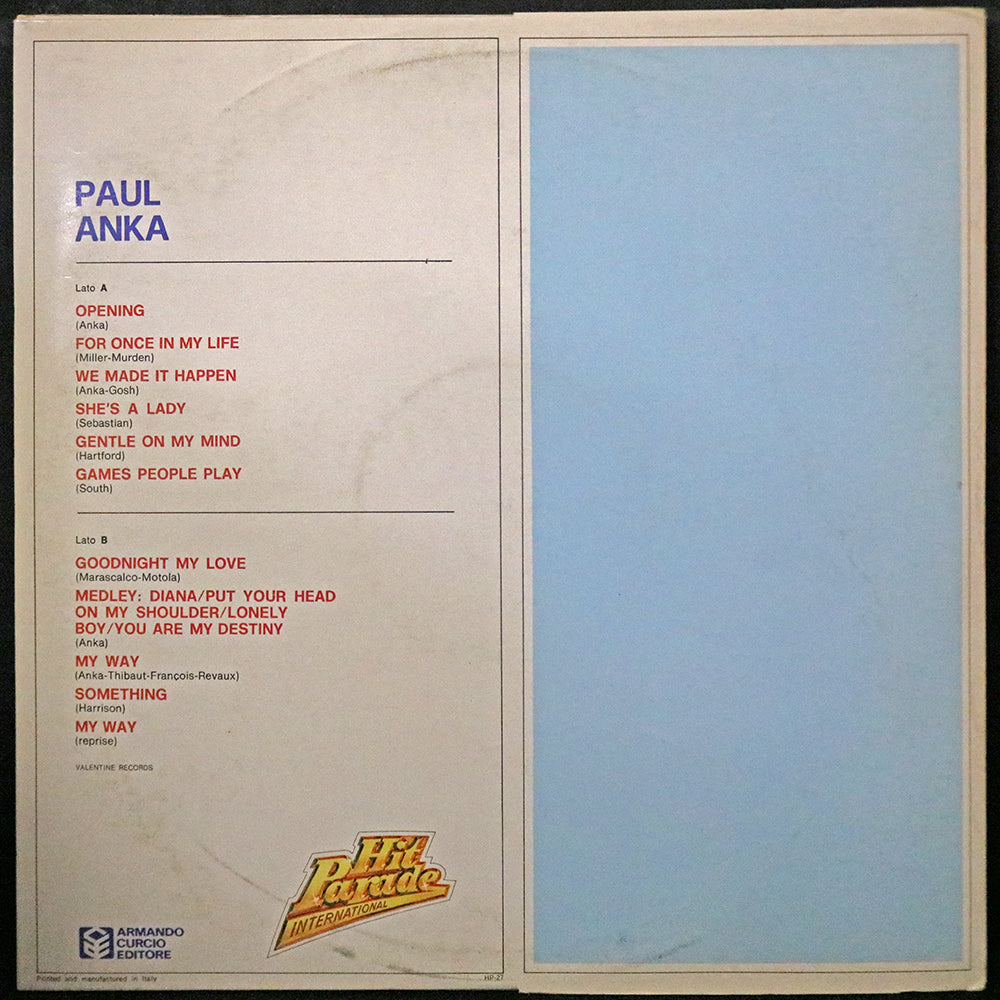 PAUL
ANKA
Lato A
OPENING
(Anka)
FOR ONCE IN MY LIFE
(Miller-Murden)
WE MADE IT HAPPEN
(Anka-Gosh)
SHE'S A LADY
(Sebastian)
GENTLE ON MY MIND
(Hartford)
GAMES PEOPLE PLAY
(South)
Lato B
GOODNIGHT MY LOVE
(Marascalco-Motola)
MEDLEY: DIANA/PUT YOUR HEAD
ON MY SHOULDER/LONELY
BOY/YOU ARE MY DESTINY
(Anka)
MY WAY
(Anka-Thibaut-François-Revaux)
SOMETHING
(Harrison)
MY WAY
(reprise)
VALENTINE RECORDS
Hit
Parade
INTERNATIONAL
ARMANDO
CURCIO
EDITORE
Printed and manufactured in Italy
HP-27